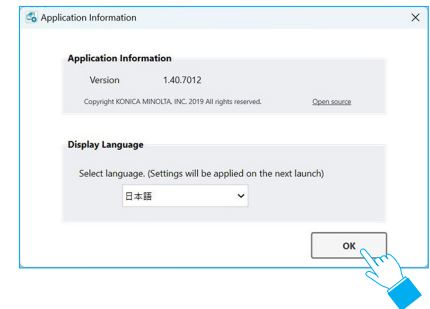 Application Information
Application Information
Version 1.40.7012
Copyright KONICA MINOLTA, INC. 2019 All rights reserved. Open source
Display Language
Select language. (Settings will be applied on the next launch)
日本語
OK